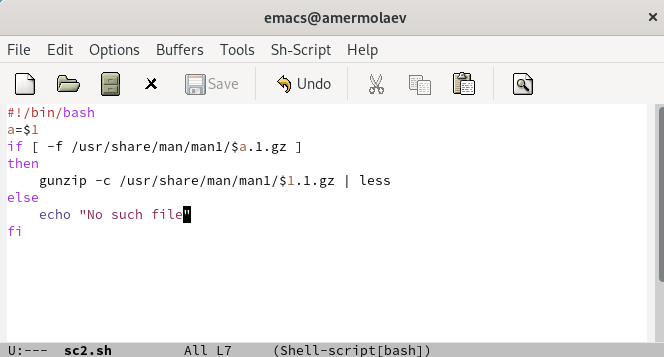 emacs@amermolaev ×
File Edit Options Buffers Tools Sh-Script Help
Save Undo
#!/bin/bash
a=$1
if [ -f /usr/share/man/man1/$a.1.gz ]
then
    gunzip -c /usr/share/man/man1/$1.1.gz | less
else
    echo "No such file"
fi
U:---  sc2.sh         All L7     (Shell-script[bash])